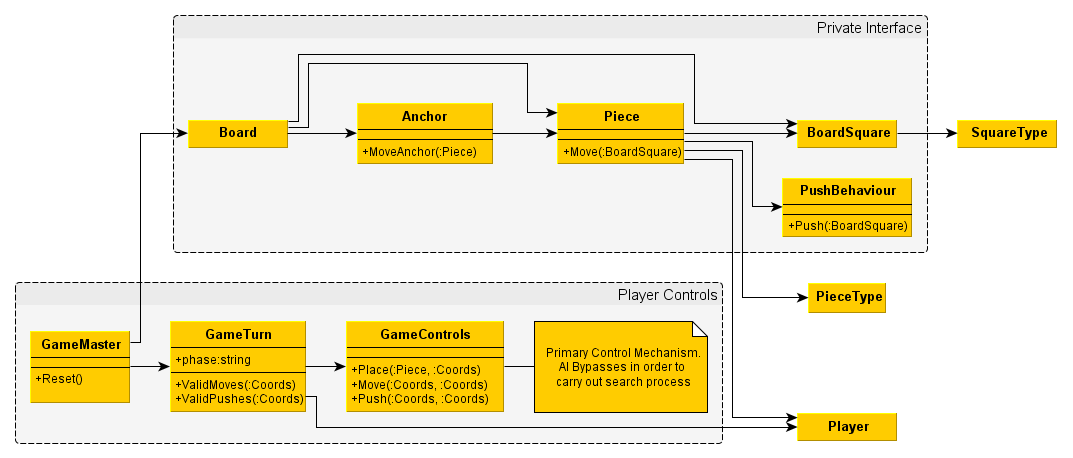 Private Interface
Board
Anchor
+MoveAnchor(:Piece)
Piece
+Move(:BoardSquare)
BoardSquare
SquareType
PushBehaviour
+Push(:BoardSquare)
PieceType
Player Controls
GameMaster
+Reset()
GameTurn
+phase:string
+ValidMoves(:Coords)
+ValidPushes(:Coords)
GameControls
+Place(:Piece, :Coords)
+Move(:Coords, :Coords)
+Push(:Coords, :Coords)
Primary Control Mechanism.
AI Bypasses in order to
carry out search process
Player